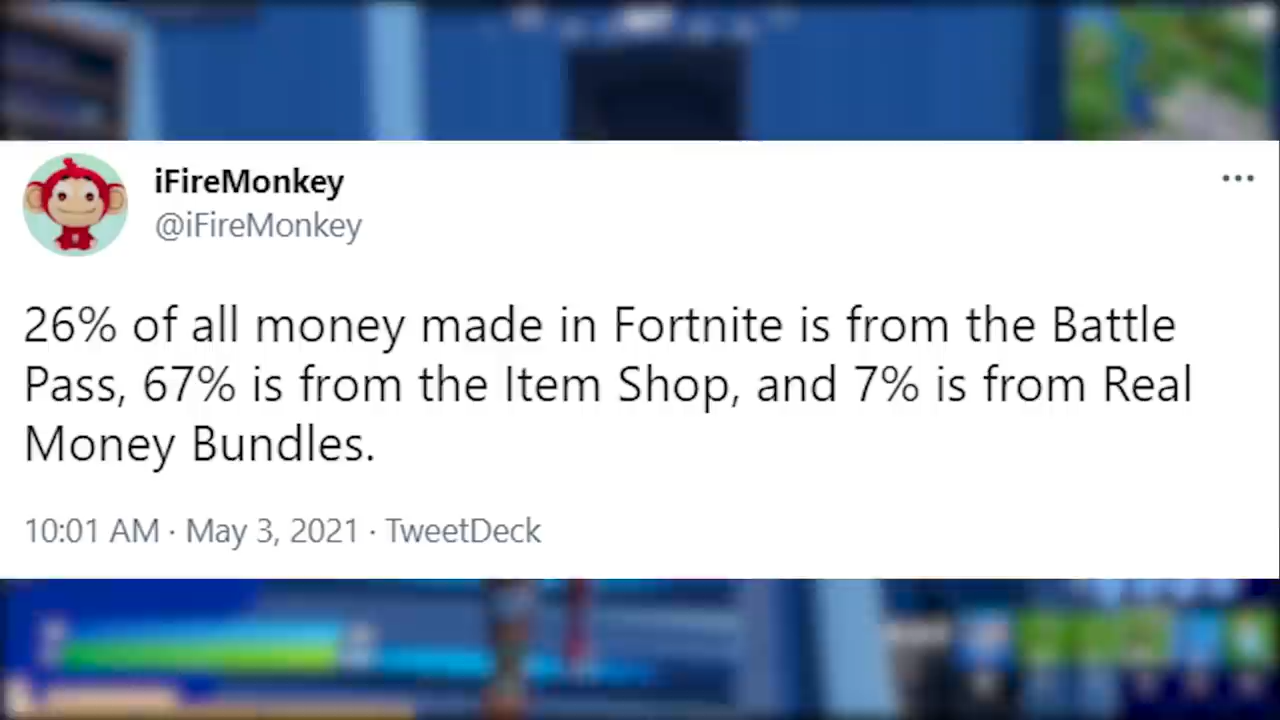 iFireMonkey
@iFireMonkey
26% of all money made in Fortnite is from the Battle
Pass, 67% is from the Item Shop, and 7% is from Real
Money Bundles.
10:01 AM · May 3, 2021 · TweetDeck